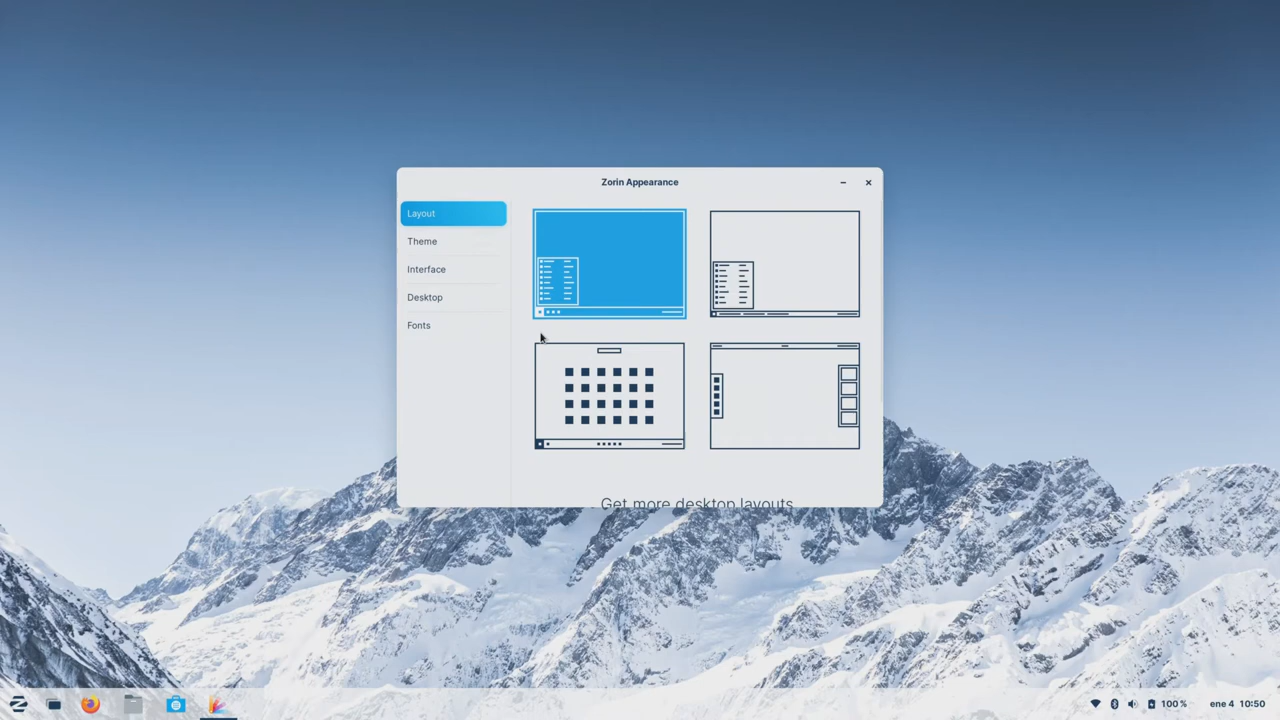 Zorin Appearance
Layout
Theme
Interface
Desktop
Fonts
Get more desktop layouts
100 %
ene 4 10:50